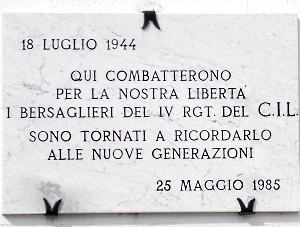 18 LUGLIO 1944
QUI COMBATTERONO
PER LA NOSTRA LIBERTA'
I BERSAGLIERI DEL IV RGT. DEL C.I.L.
SONO TORNATI A RICORDARLO
ALLE NUOVE GENERAZIONI
25 MAGGIO 1985